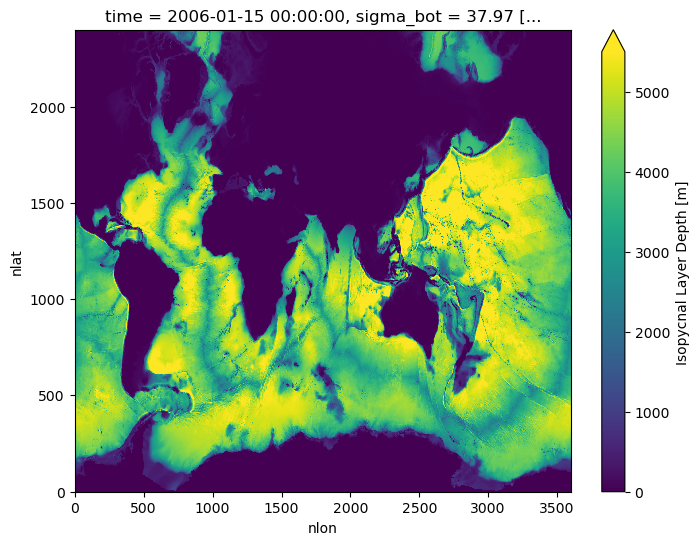 time = 2006-01-15 00:00:00, sigma_bot = 37.97 [...
nlat
2000
1500
1000
500
0
0 500 1000 1500 2000 2500 3000 3500
nlon
5000
4000
3000
2000
1000
0
Isopycnal Layer Depth [m]